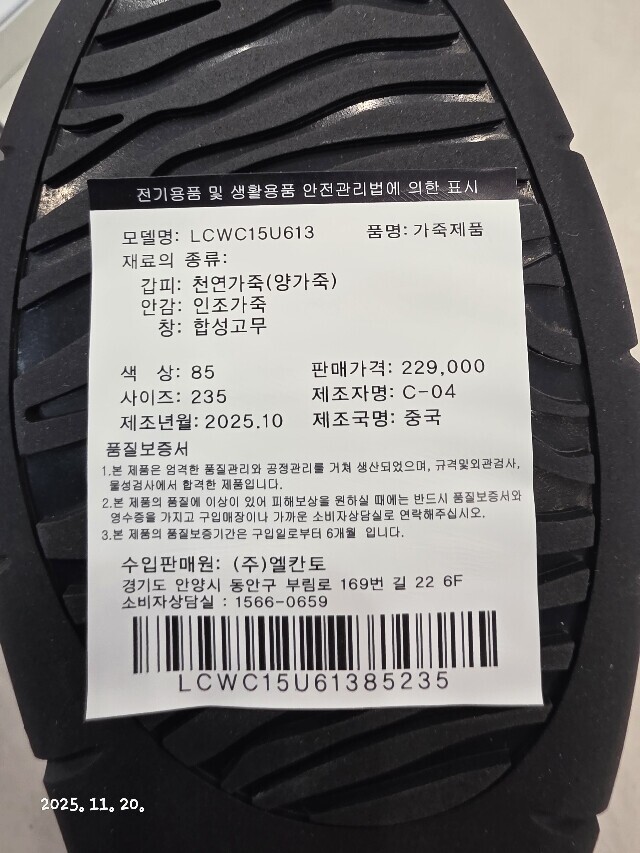 전기용품 및 생활용품 안전관리법에 의한 표시
모델명: LCWC15U613 품명: 가죽제품
재료의 종류:
갑피: 천연가죽(양가죽)
안감: 인조가죽
창: 합성고무
색 상: 85 판매가격: 229,000
사이즈: 235 제조자명: C-04
제조년월: 2025.10 제조국명: 중국
품질보증서
1.본 제품은 엄격한 품질관리와 공정관리를 거쳐 생산되었으며, 규격및외관검사,
물성검사에서 합격한 제품입니다.
2.본 제품의 품질에 이상이 있어 피해보상을 원하실 때에는 반드시 품질보증서와
영수증을 가지고 구입매장이나 가까운 소비자상담실로 연락해주십시오.
3.본 제품의 품질보증기간은 구입일로부터 6개월 입니다.
수입판매원: (주)엘칸토
경기도 안양시 동안구 부림로 169번 길 22 6F
소비자상담실 : 1566-0659
LCWC15U61385235
2025. 11. 20.